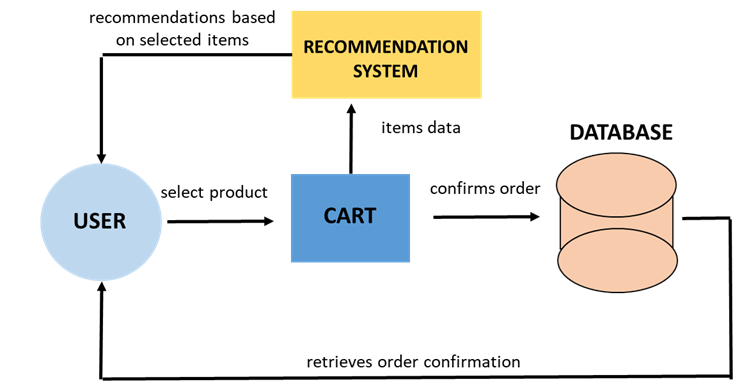 recommendations based
on selected items
RECOMMENDATION
SYSTEM
items data
DATABASE
select product
confirms order
USER
CART
retrieves order confirmation